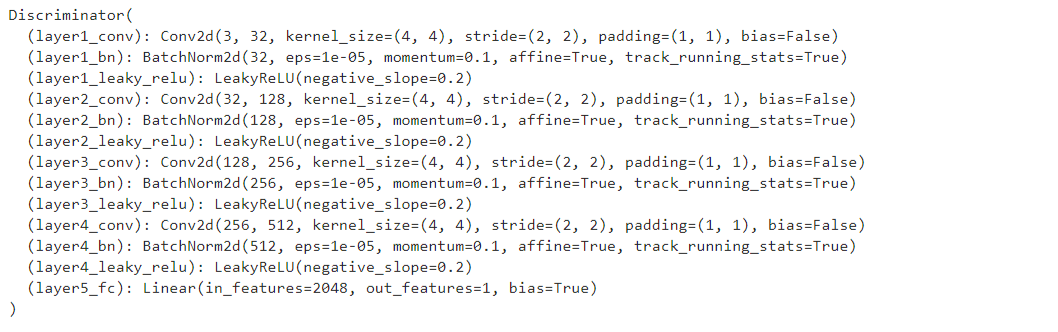 Discriminator(
  (layer1_conv): Conv2d(3, 32, kernel_size=(4, 4), stride=(2, 2), padding=(1, 1), bias=False)
  (layer1_bn): BatchNorm2d(32, eps=1e-05, momentum=0.1, affine=True, track_running_stats=True)
  (layer1_leaky_relu): LeakyReLU(negative_slope=0.2)
  (layer2_conv): Conv2d(32, 128, kernel_size=(4, 4), stride=(2, 2), padding=(1, 1), bias=False)
  (layer2_bn): BatchNorm2d(128, eps=1e-05, momentum=0.1, affine=True, track_running_stats=True)
  (layer2_leaky_relu): LeakyReLU(negative_slope=0.2)
  (layer3_conv): Conv2d(128, 256, kernel_size=(4, 4), stride=(2, 2), padding=(1, 1), bias=False)
  (layer3_bn): BatchNorm2d(256, eps=1e-05, momentum=0.1, affine=True, track_running_stats=True)
  (layer3_leaky_relu): LeakyReLU(negative_slope=0.2)
  (layer4_conv): Conv2d(256, 512, kernel_size=(4, 4), stride=(2, 2), padding=(1, 1), bias=False)
  (layer4_bn): BatchNorm2d(512, eps=1e-05, momentum=0.1, affine=True, track_running_stats=True)
  (layer4_leaky_relu): LeakyReLU(negative_slope=0.2)
  (layer5_fc): Linear(in_features=2048, out_features=1, bias=True)
)